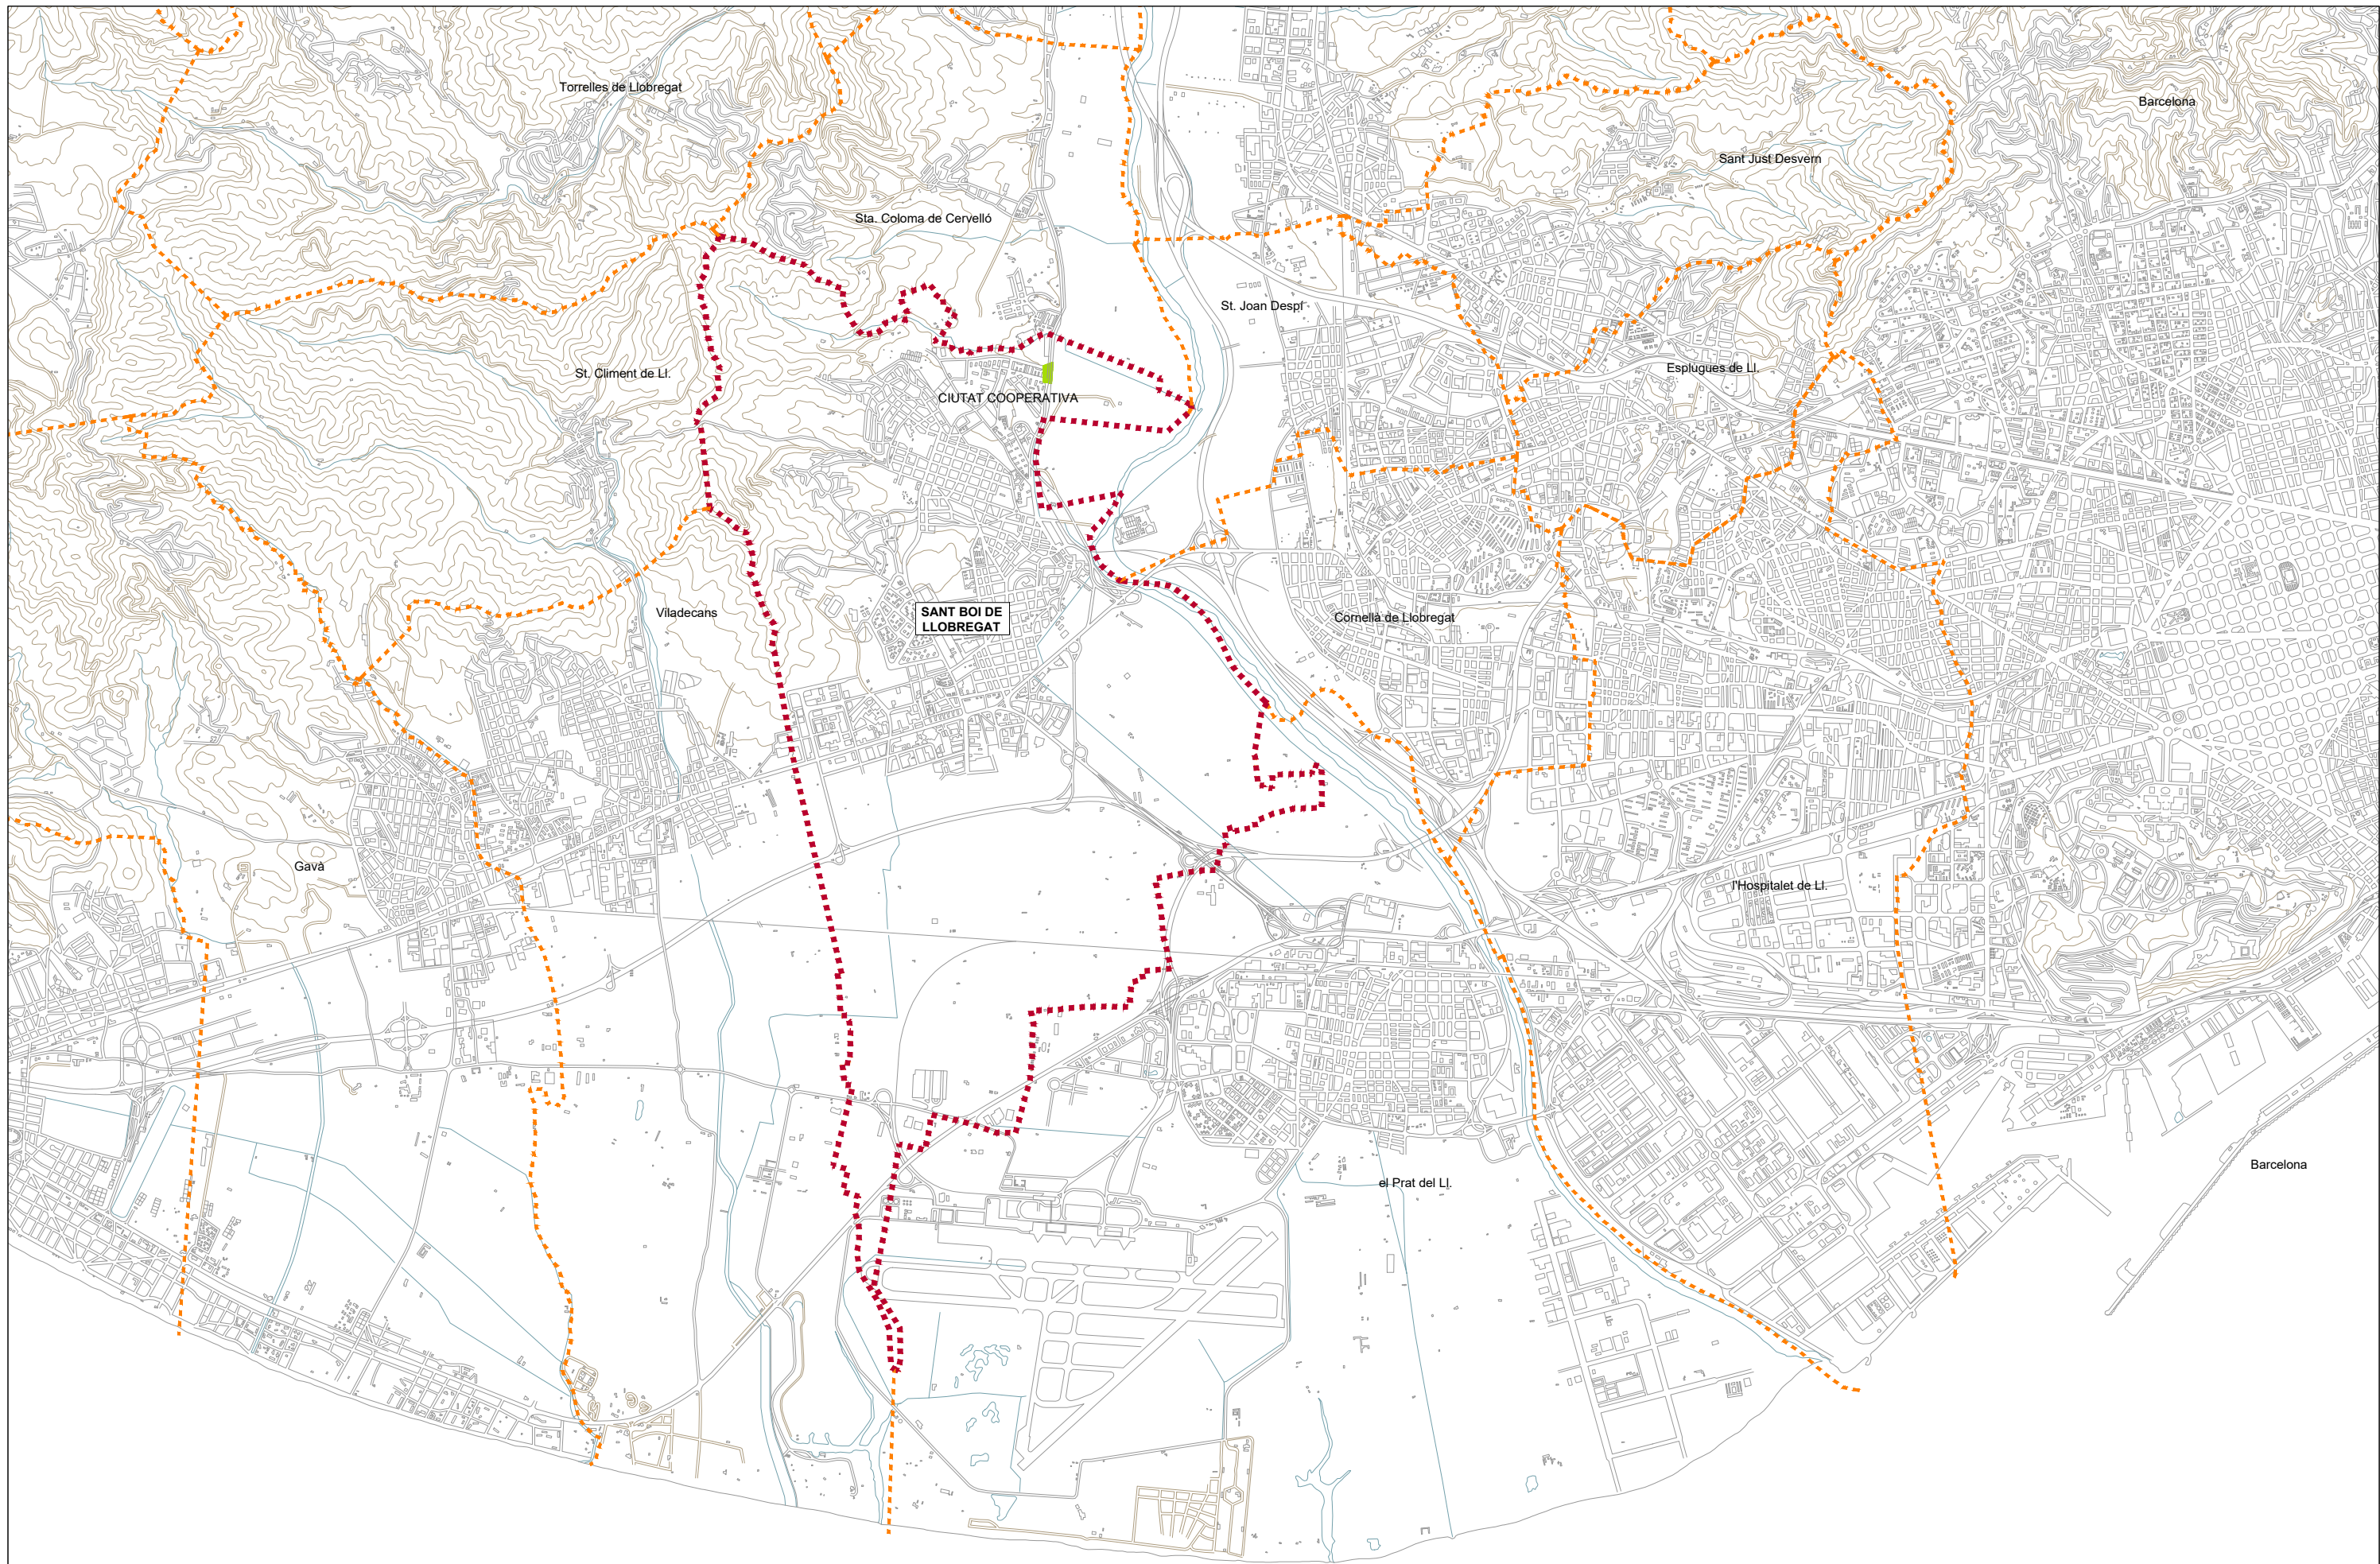 Torrelles de Llobregat
Barcelona
Sant Just Desvern
Sta. Coloma de Cervelló
St. Joan Despí
Esplugues de Ll.
St. Climent de Ll.
CIUTAT COOPERATIVA
SANT BOI DE
LLOBREGAT
Viladecans
Cornellà de Llobregat
Gavà
l'Hospitalet de Ll.
Barcelona
el Prat del Ll.